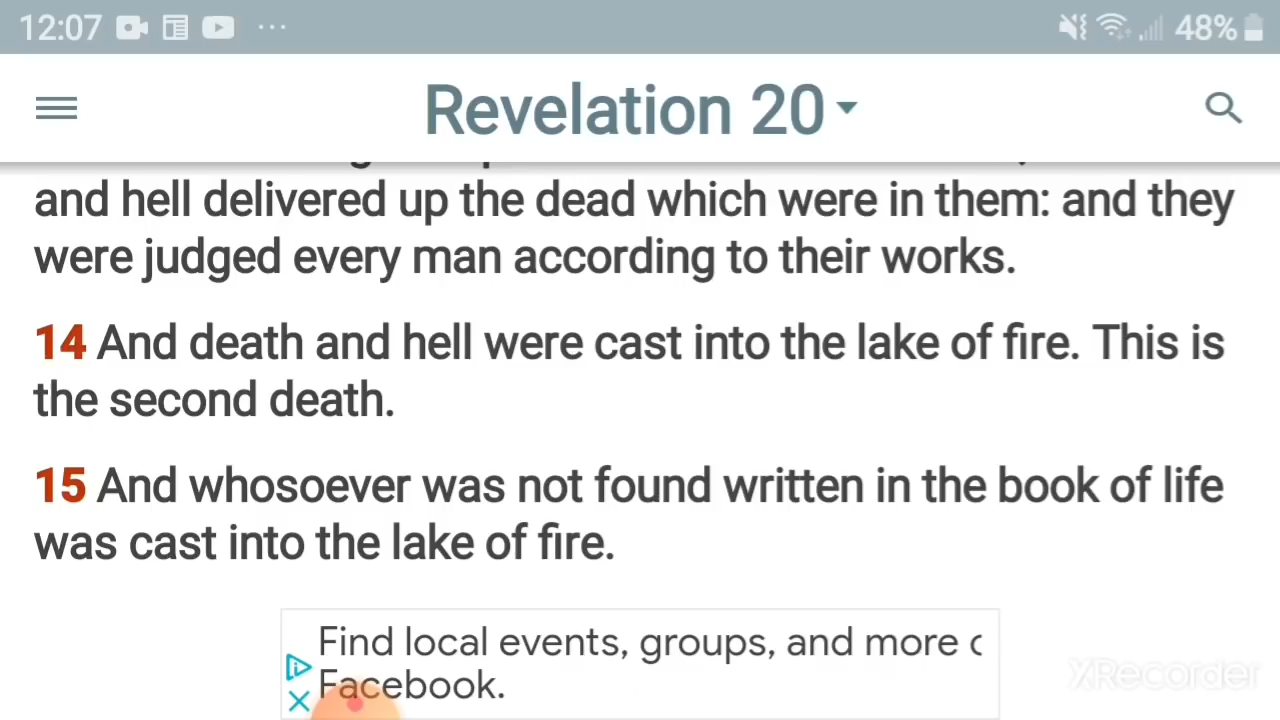 12:07 ... 48%
Revelation 20
and hell delivered up the dead which were in them: and they
were judged every man according to their works.
14 And death and hell were cast into the lake of fire. This is
the second death.
15 And whosoever was not found written in the book of life
was cast into the lake of fire.
Find local events, groups, and more
Facebook.
XRecorder